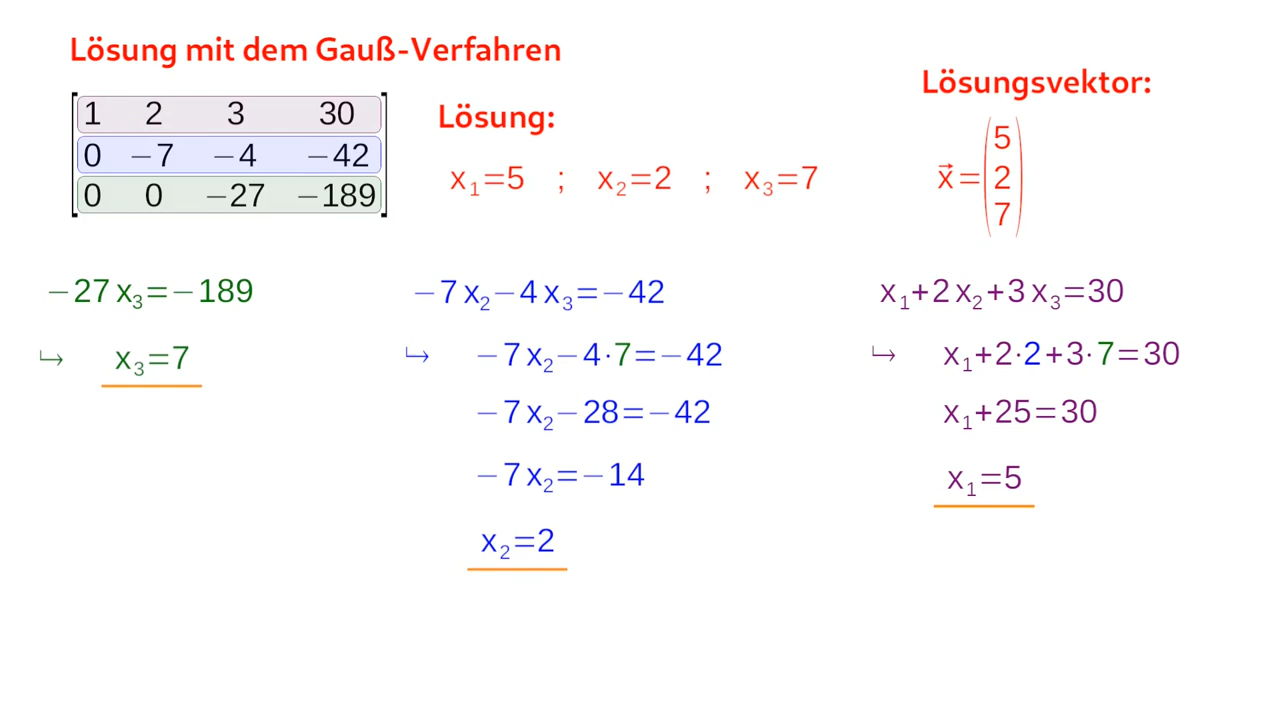 Lösung mit dem Gauß-Verfahren
1 2 3 30
0 −7 −4 −42
0 0 −27 −189
Lösung:
x₁=5 ; x₂=2 ; x₃=7
Lösungsvektor:
x⃗=(5
2
7)
−27x₃=−189
↪ x₃=7
−7x₂−4x₃=−42
↪ −7x₂−4·7=−42
−7x₂−28=−42
−7x₂=−14
x₂=2
x₁+2x₂+3x₃=30
↪ x₁+2·2+3·7=30
x₁+25=30
x₁=5